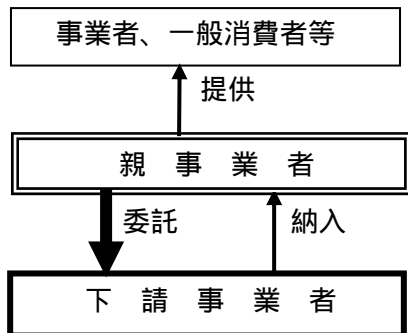 事業者、一般消費者等
提供
親事業者
委託
納入
下請事業者